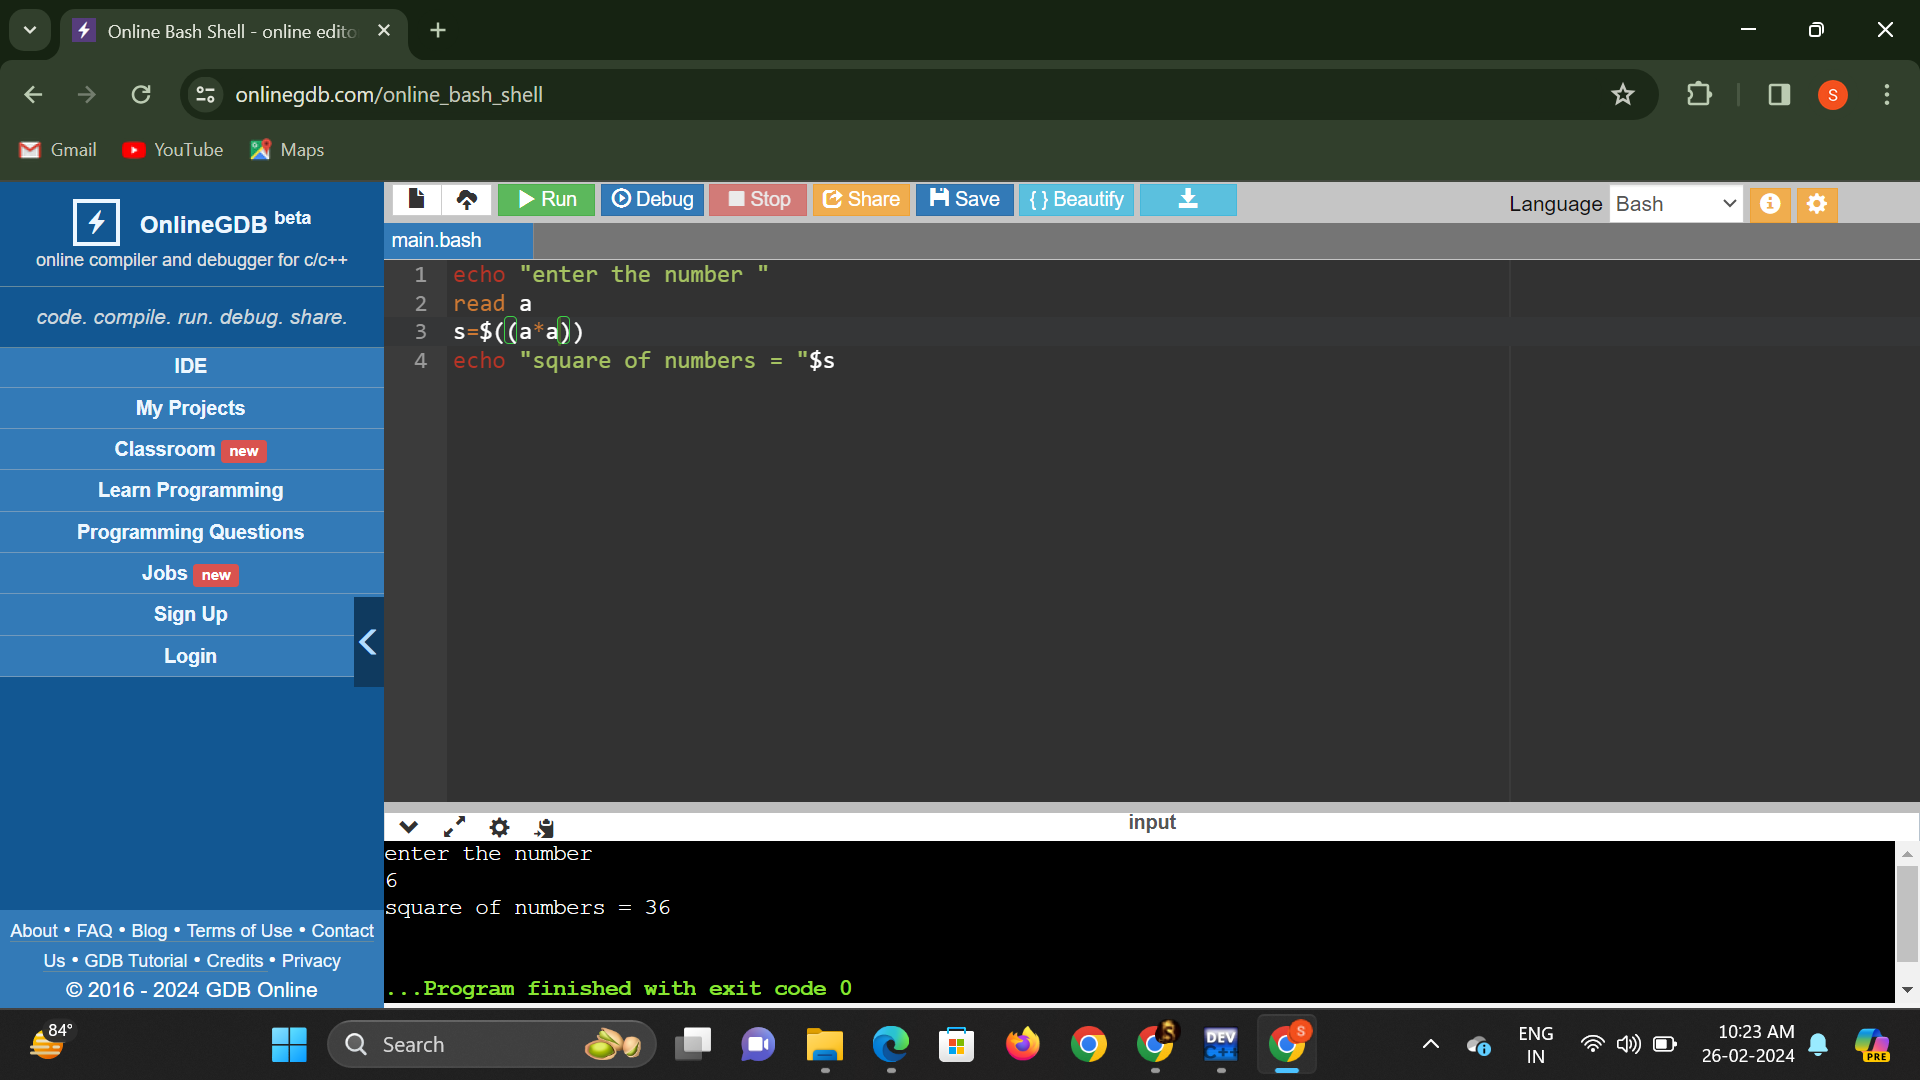 Online Bash Shell - online edito
onlinegdb.com/online_bash_shell
S
Gmail YouTube Maps
OnlineGDB beta
online compiler and debugger for c/c++
code. compile. run. debug. share.
IDE
My Projects
Classroom new
Learn Programming
Programming Questions
Jobs new
Sign Up
Login
About • FAQ • Blog • Terms of Use • Contact
Us • GDB Tutorial • Credits • Privacy
© 2016 - 2024 GDB Online
Run Debug Stop Share Save { } Beautify
Language Bash
main.bash
1 echo "enter the number "
2 read a
3 s=$((a*a))
4 echo "square of numbers = "$s
input
enter the number
6
square of numbers = 36
...Program finished with exit code 0
84°
Search
DEV
C++
S
ENG
IN
10:23 AM
26-02-2024
PRE